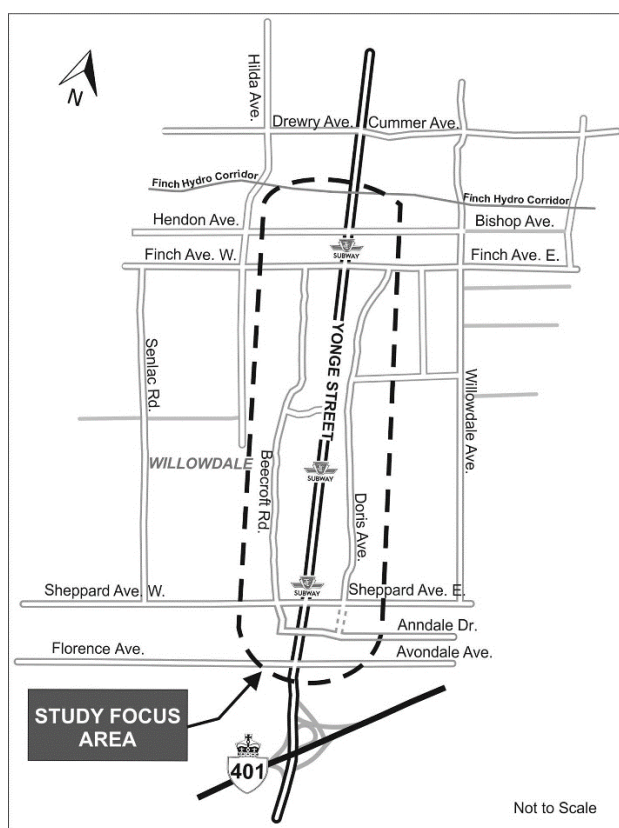 N
Hilda Ave.
Drewry Ave.
Cummer Ave.
Finch Hydro Corridor
Finch Hydro Corridor
Hendon Ave.
Bishop Ave.
SUBWAY
Finch Ave. W.
Finch Ave. E.
YONGE STREET
Senlac Rd.
Willowdale Ave.
WILLOWDALE
Beecroft Rd.
SUBWAY
Doris Ave.
SUBWAY
Sheppard Ave. W.
Sheppard Ave. E.
Anndale Dr.
Florence Ave.
Avondale Ave.
STUDY FOCUS
AREA
401
Not to Scale